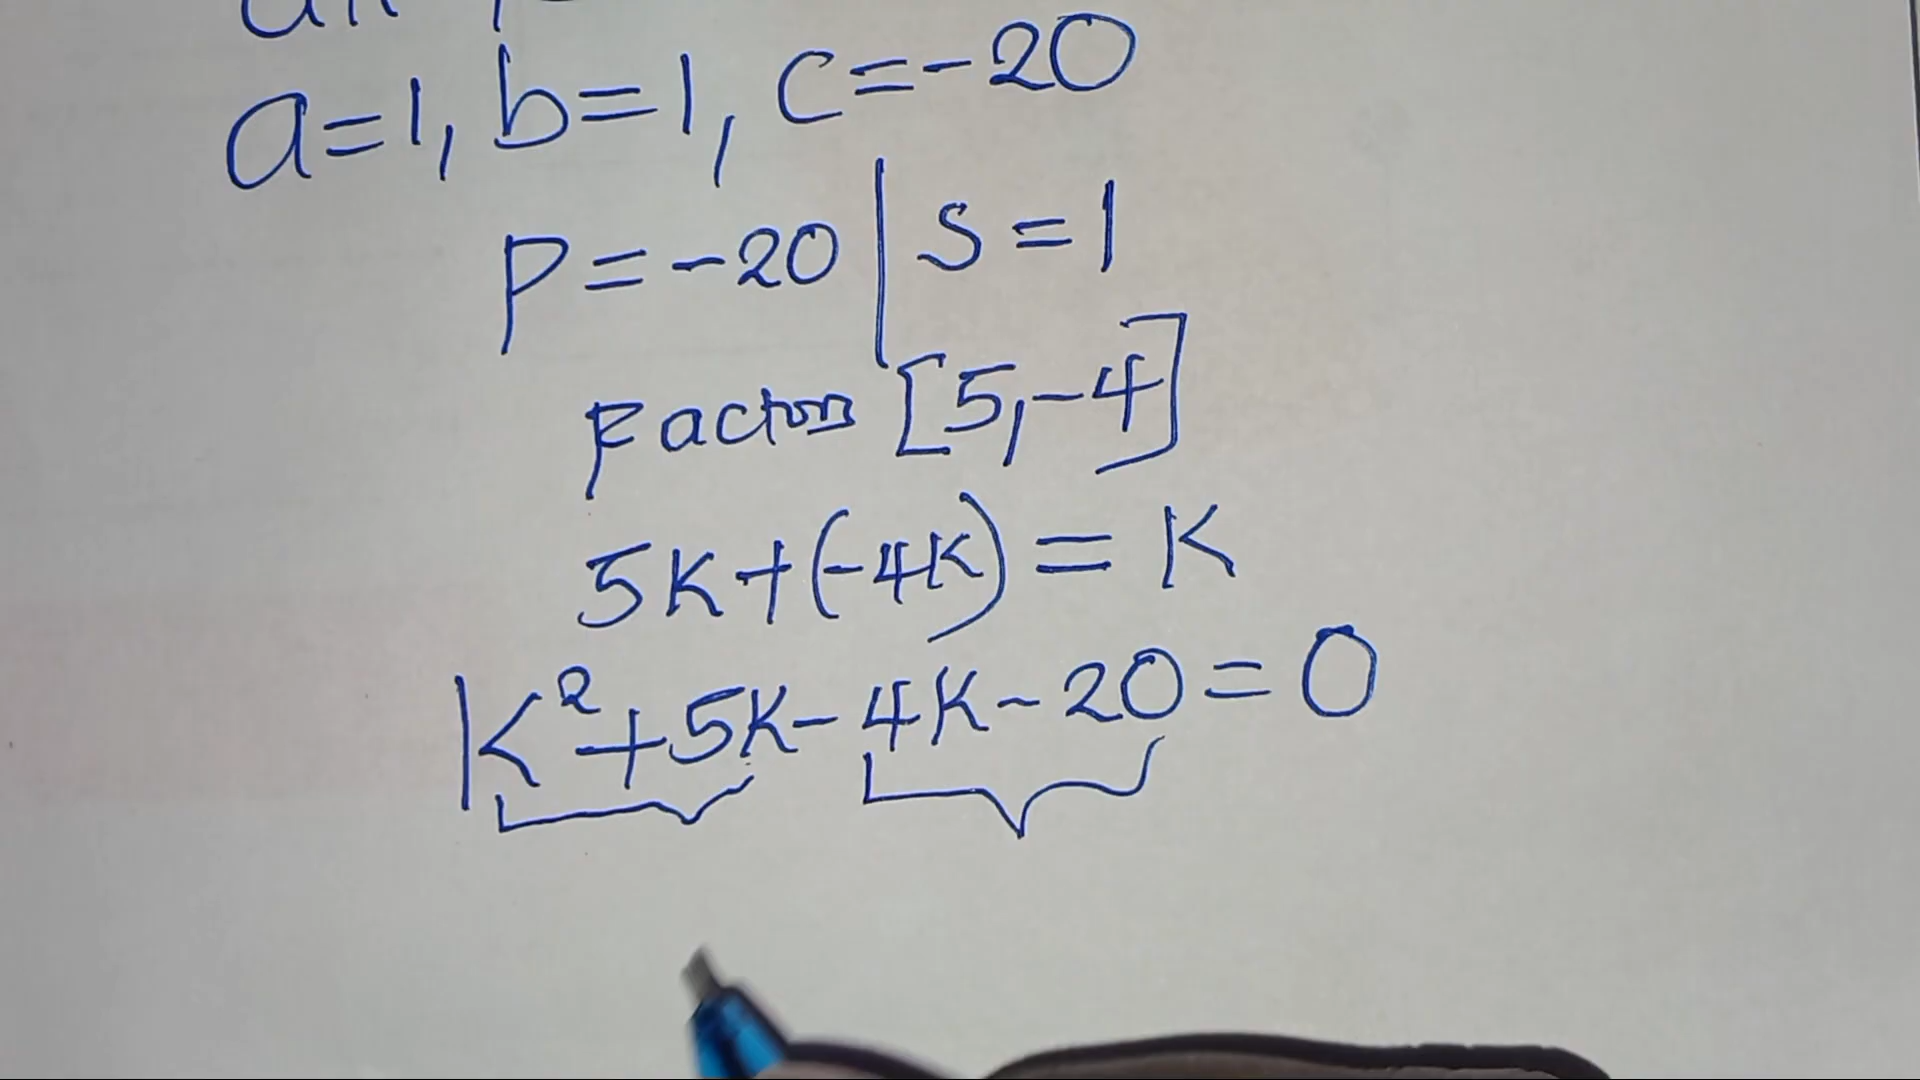 a=1, b=1, c=-20
P=-20 | S=1
Factors [5,-4]
5K+(-4K)=K
K²+5K-4K-20=0